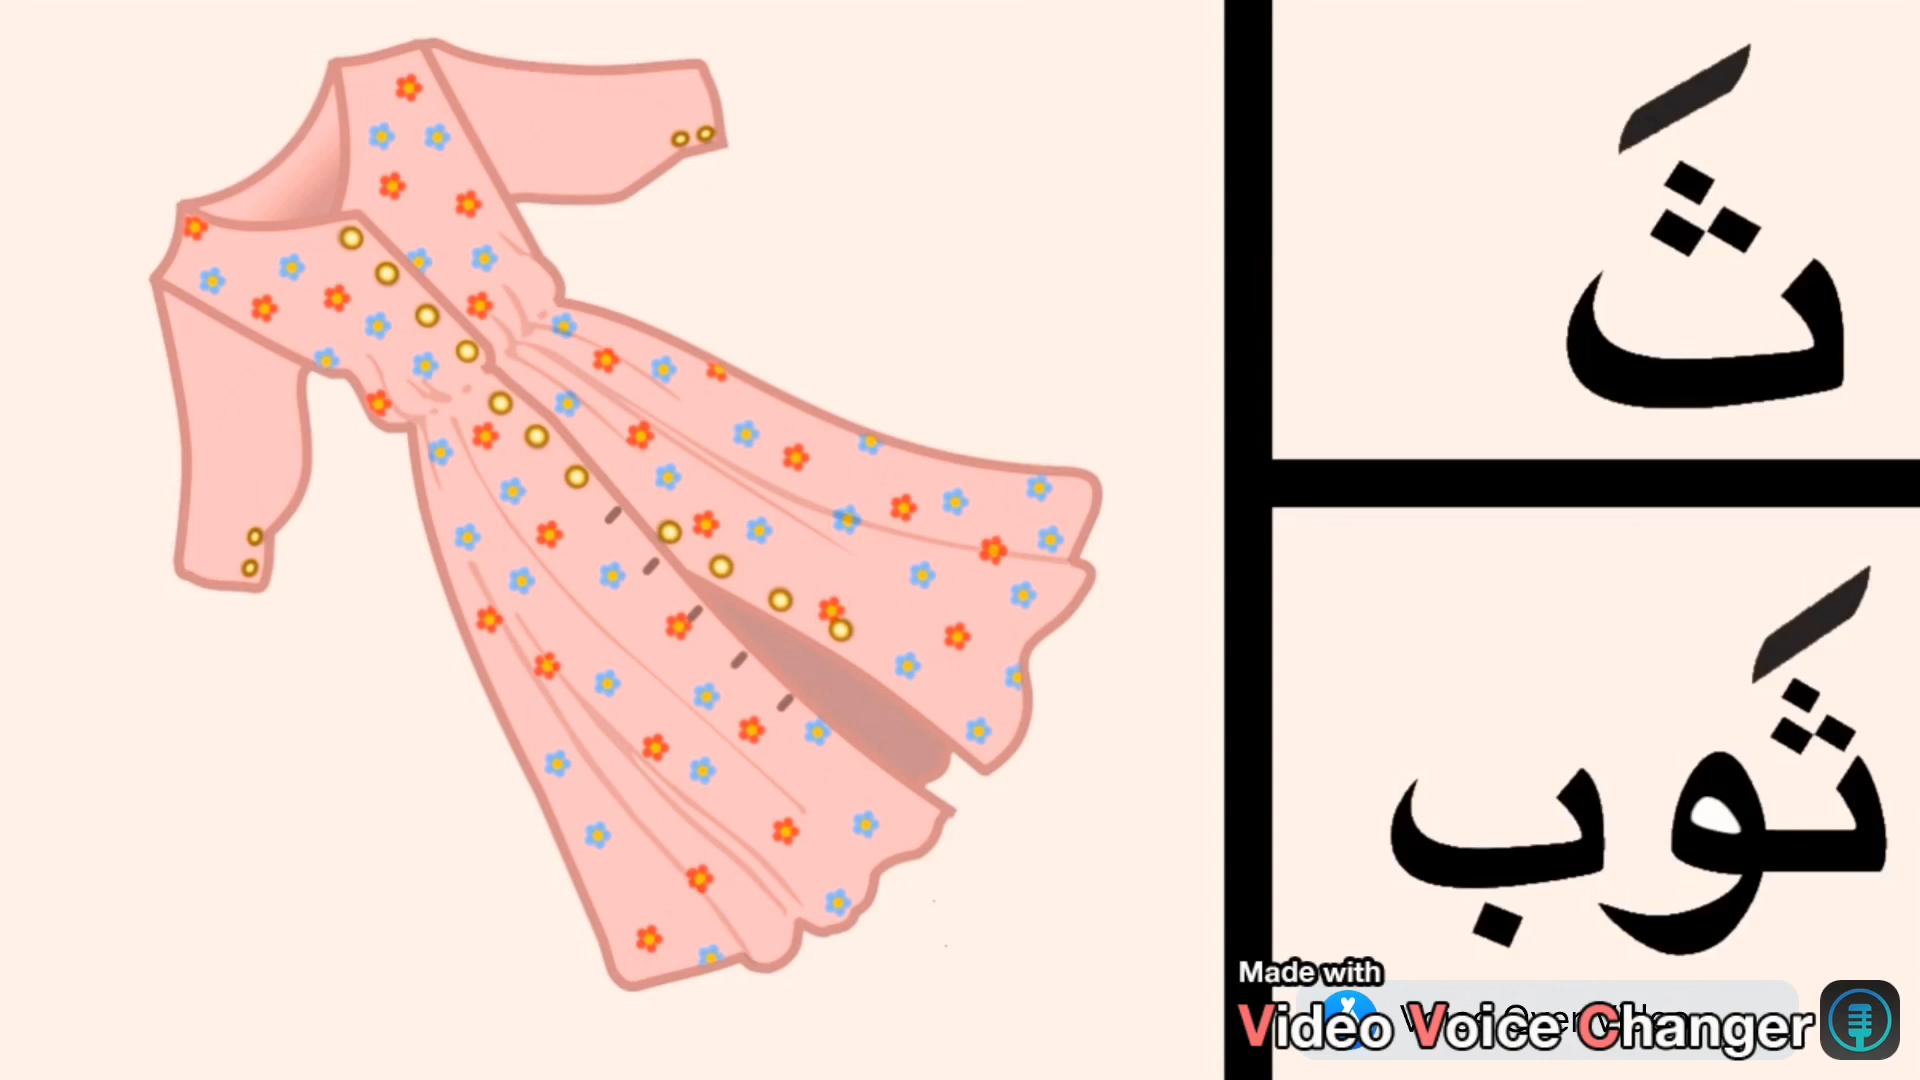 ثَ
ثَوب
Made with
Video Voice Changer